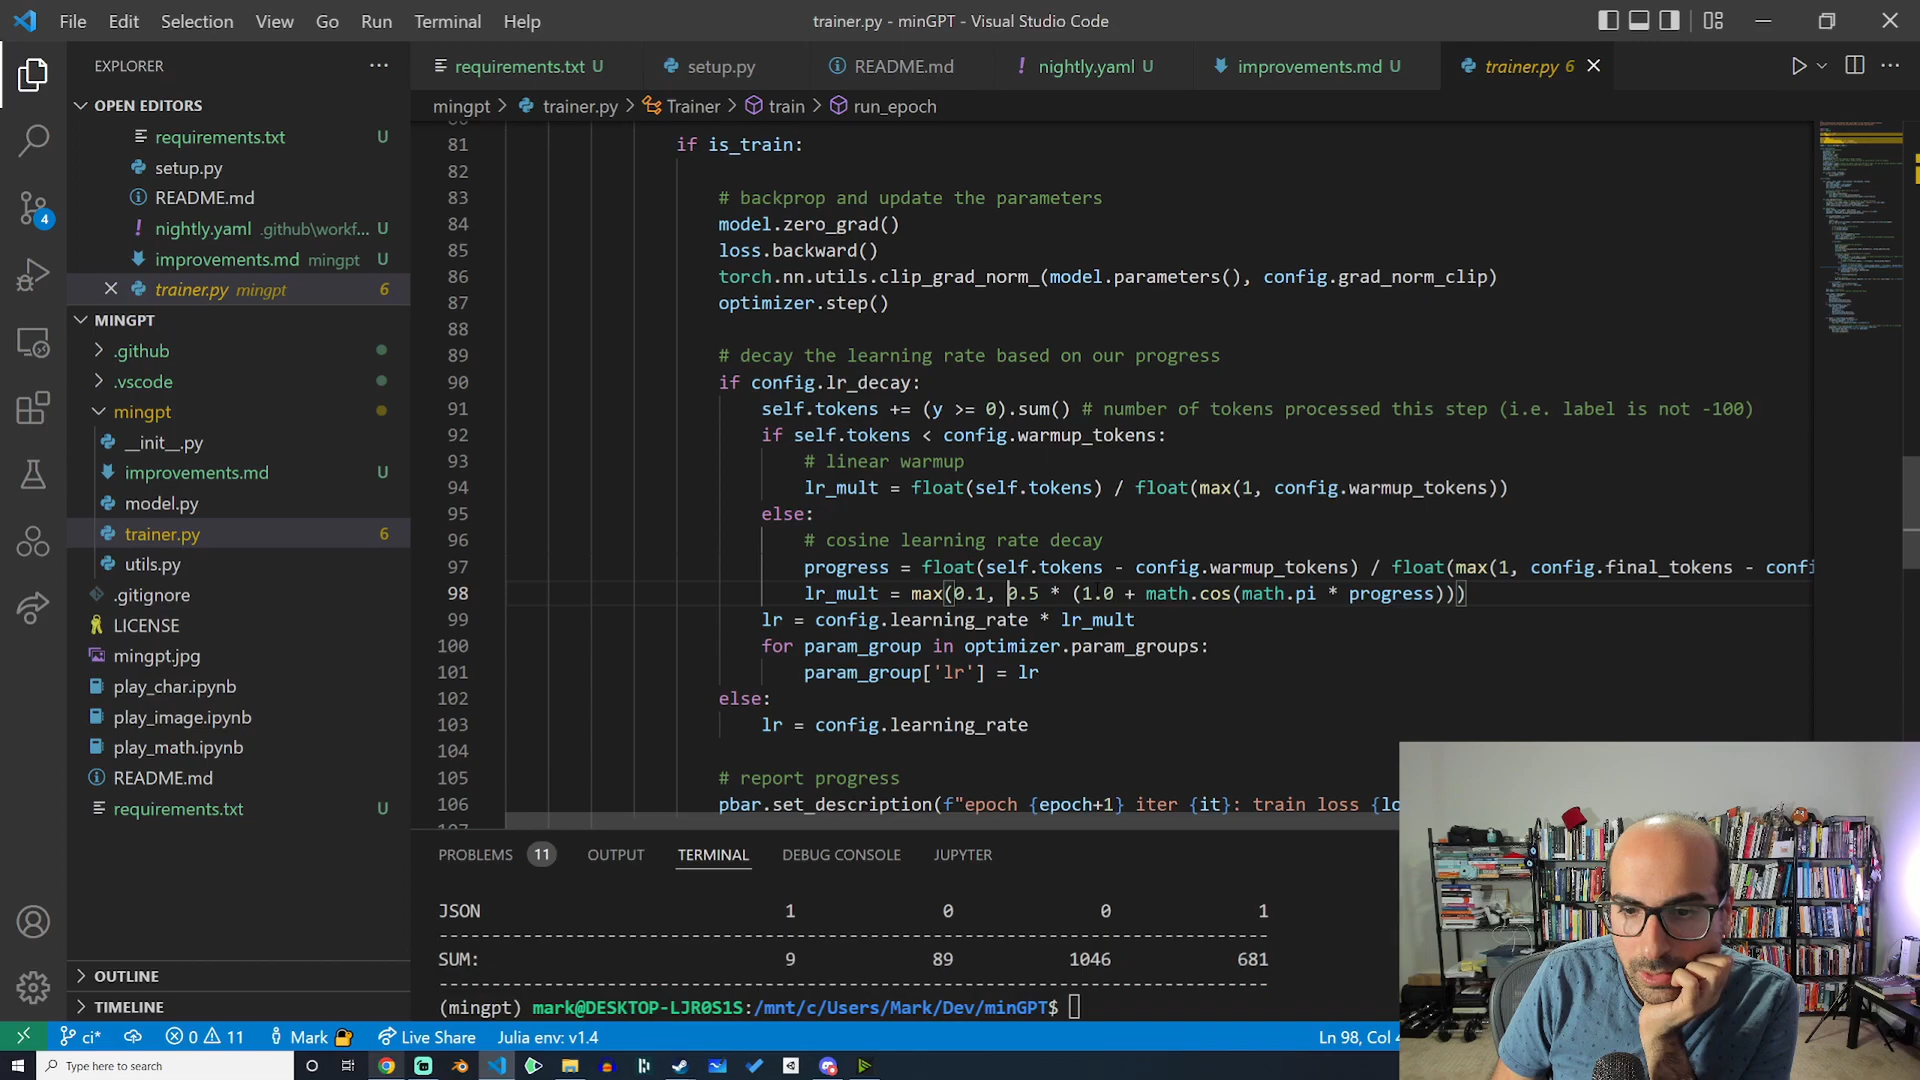 File Edit Selection View Go Run Terminal Help
trainer.py - minGPT - Visual Studio Code
EXPLORER
requirements.txt U
setup.py
README.md
nightly.yaml U
improvements.md U
trainer.py 6
mingpt > trainer.py > Trainer > train > run_epoch
OPEN EDITORS
requirements.txt U
setup.py
README.md
nightly.yaml .github\workf... U
improvements.md mingpt U
trainer.py mingpt 6
MINGPT
.github
.vscode
mingpt
__init__.py
improvements.md U
model.py
trainer.py 6
utils.py
.gitignore
LICENSE
mingpt.jpg
play_char.ipynb
play_image.ipynb
play_math.ipynb
README.md
requirements.txt U
OUTLINE
TIMELINE
4
81 if is_train:
82
83 # backprop and update the parameters
84 model.zero_grad()
85 loss.backward()
86 torch.nn.utils.clip_grad_norm_(model.parameters(), config.grad_norm_clip)
87 optimizer.step()
88
89 # decay the learning rate based on our progress
90 if config.lr_decay:
91 self.tokens += (y >= 0).sum() # number of tokens processed this step (i.e. label is not -100)
92 if self.tokens < config.warmup_tokens:
93 # linear warmup
94 lr_mult = float(self.tokens) / float(max(1, config.warmup_tokens))
95 else:
96 # cosine learning rate decay
97 progress = float(self.tokens - config.warmup_tokens) / float(max(1, config.final_tokens - confi
98 lr_mult = max(0.1, 0.5 * (1.0 + math.cos(math.pi * progress)))
99 lr = config.learning_rate * lr_mult
100 for param_group in optimizer.param_groups:
101 param_group['lr'] = lr
102 else:
103 lr = config.learning_rate
104
105 # report progress
106 pbar.set_description(f"epoch {epoch+1} iter {it}: train loss {lo
PROBLEMS 11 OUTPUT TERMINAL DEBUG CONSOLE JUPYTER
JSON 1 0 0 1
--------------------------------------------------------------------------------
SUM: 9 89 1046 681
--------------------------------------------------------------------------------
(mingpt) mark@DESKTOP-LJR0S1S:/mnt/c/Users/Mark/Dev/minGPT$
ci* 0 11 Mark Live Share Julia env: v1.4 Ln 98, Col
Type here to search